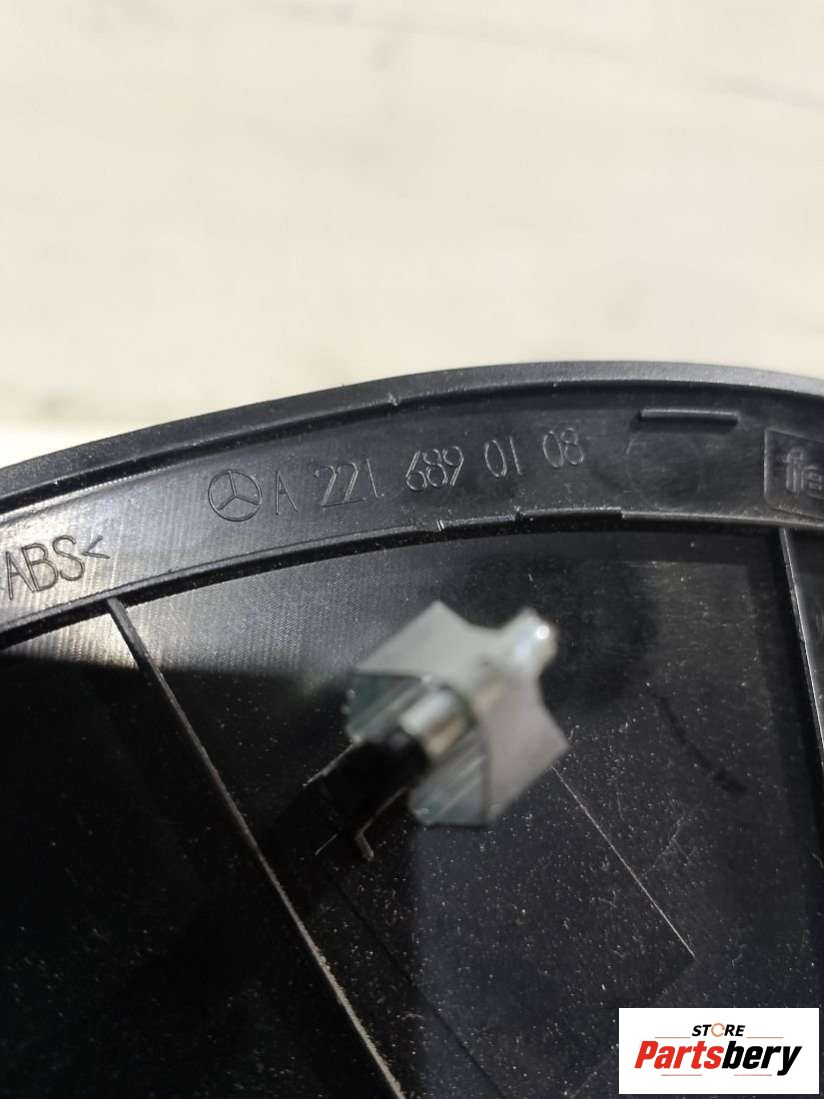 A 221 689 01 08
ABS<
STORE
Partsbery